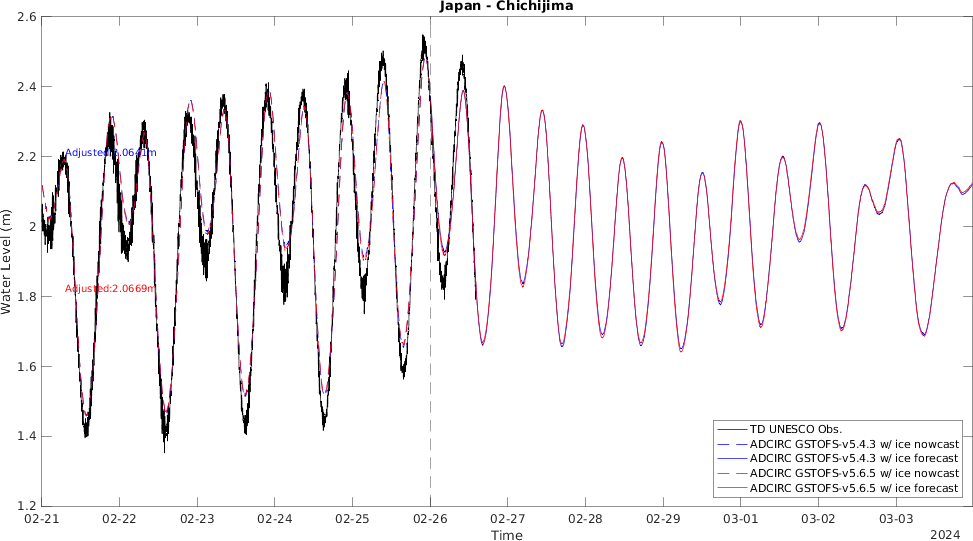 Japan - Chichijima
2.6
2.4
2.2
2
1.8
1.6
1.4
1.2
Water Level (m)
Adjusted:2.0641m
Adjusted:2.0669m
TD UNESCO Obs.
ADCIRC GSTOFS-v5.4.3 w/ ice nowcast
ADCIRC GSTOFS-v5.4.3 w/ ice forecast
ADCIRC GSTOFS-v5.6.5 w/ ice nowcast
ADCIRC GSTOFS-v5.6.5 w/ ice forecast
02-21 02-22 02-23 02-24 02-25 02-26 02-27 02-28 02-29 03-01 03-02 03-03
Time
2024